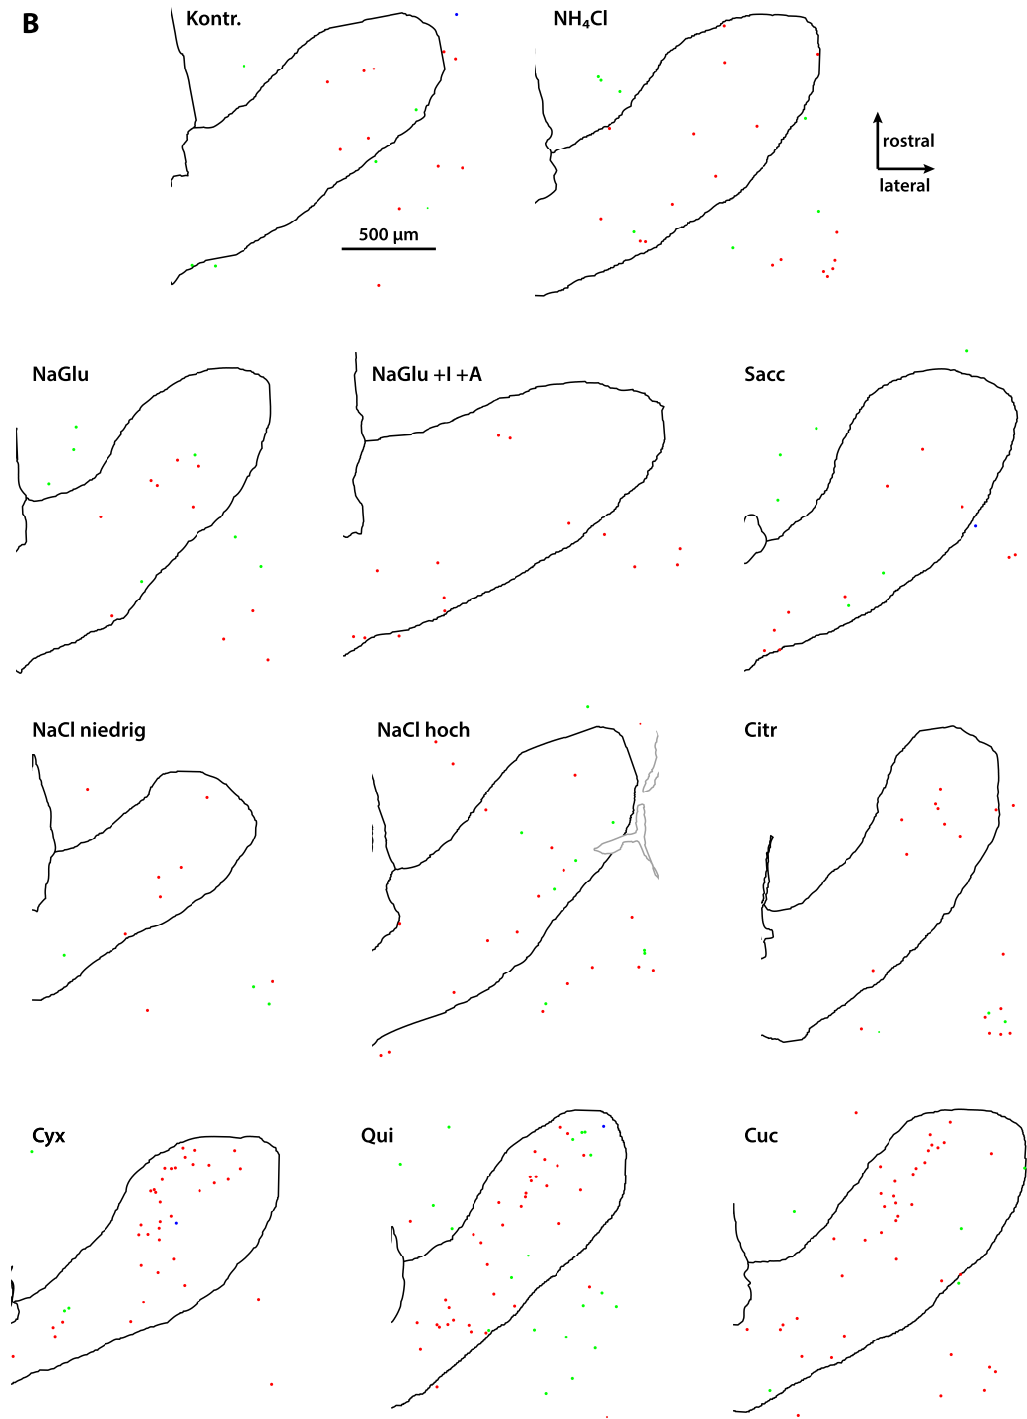 B
Kontr.
NH₄Cl
rostral
lateral
500 µm
NaGlu
NaGlu +I +A
Sacc
NaCl niedrig
NaCl hoch
Citr
Cyx
Qui
Cuc